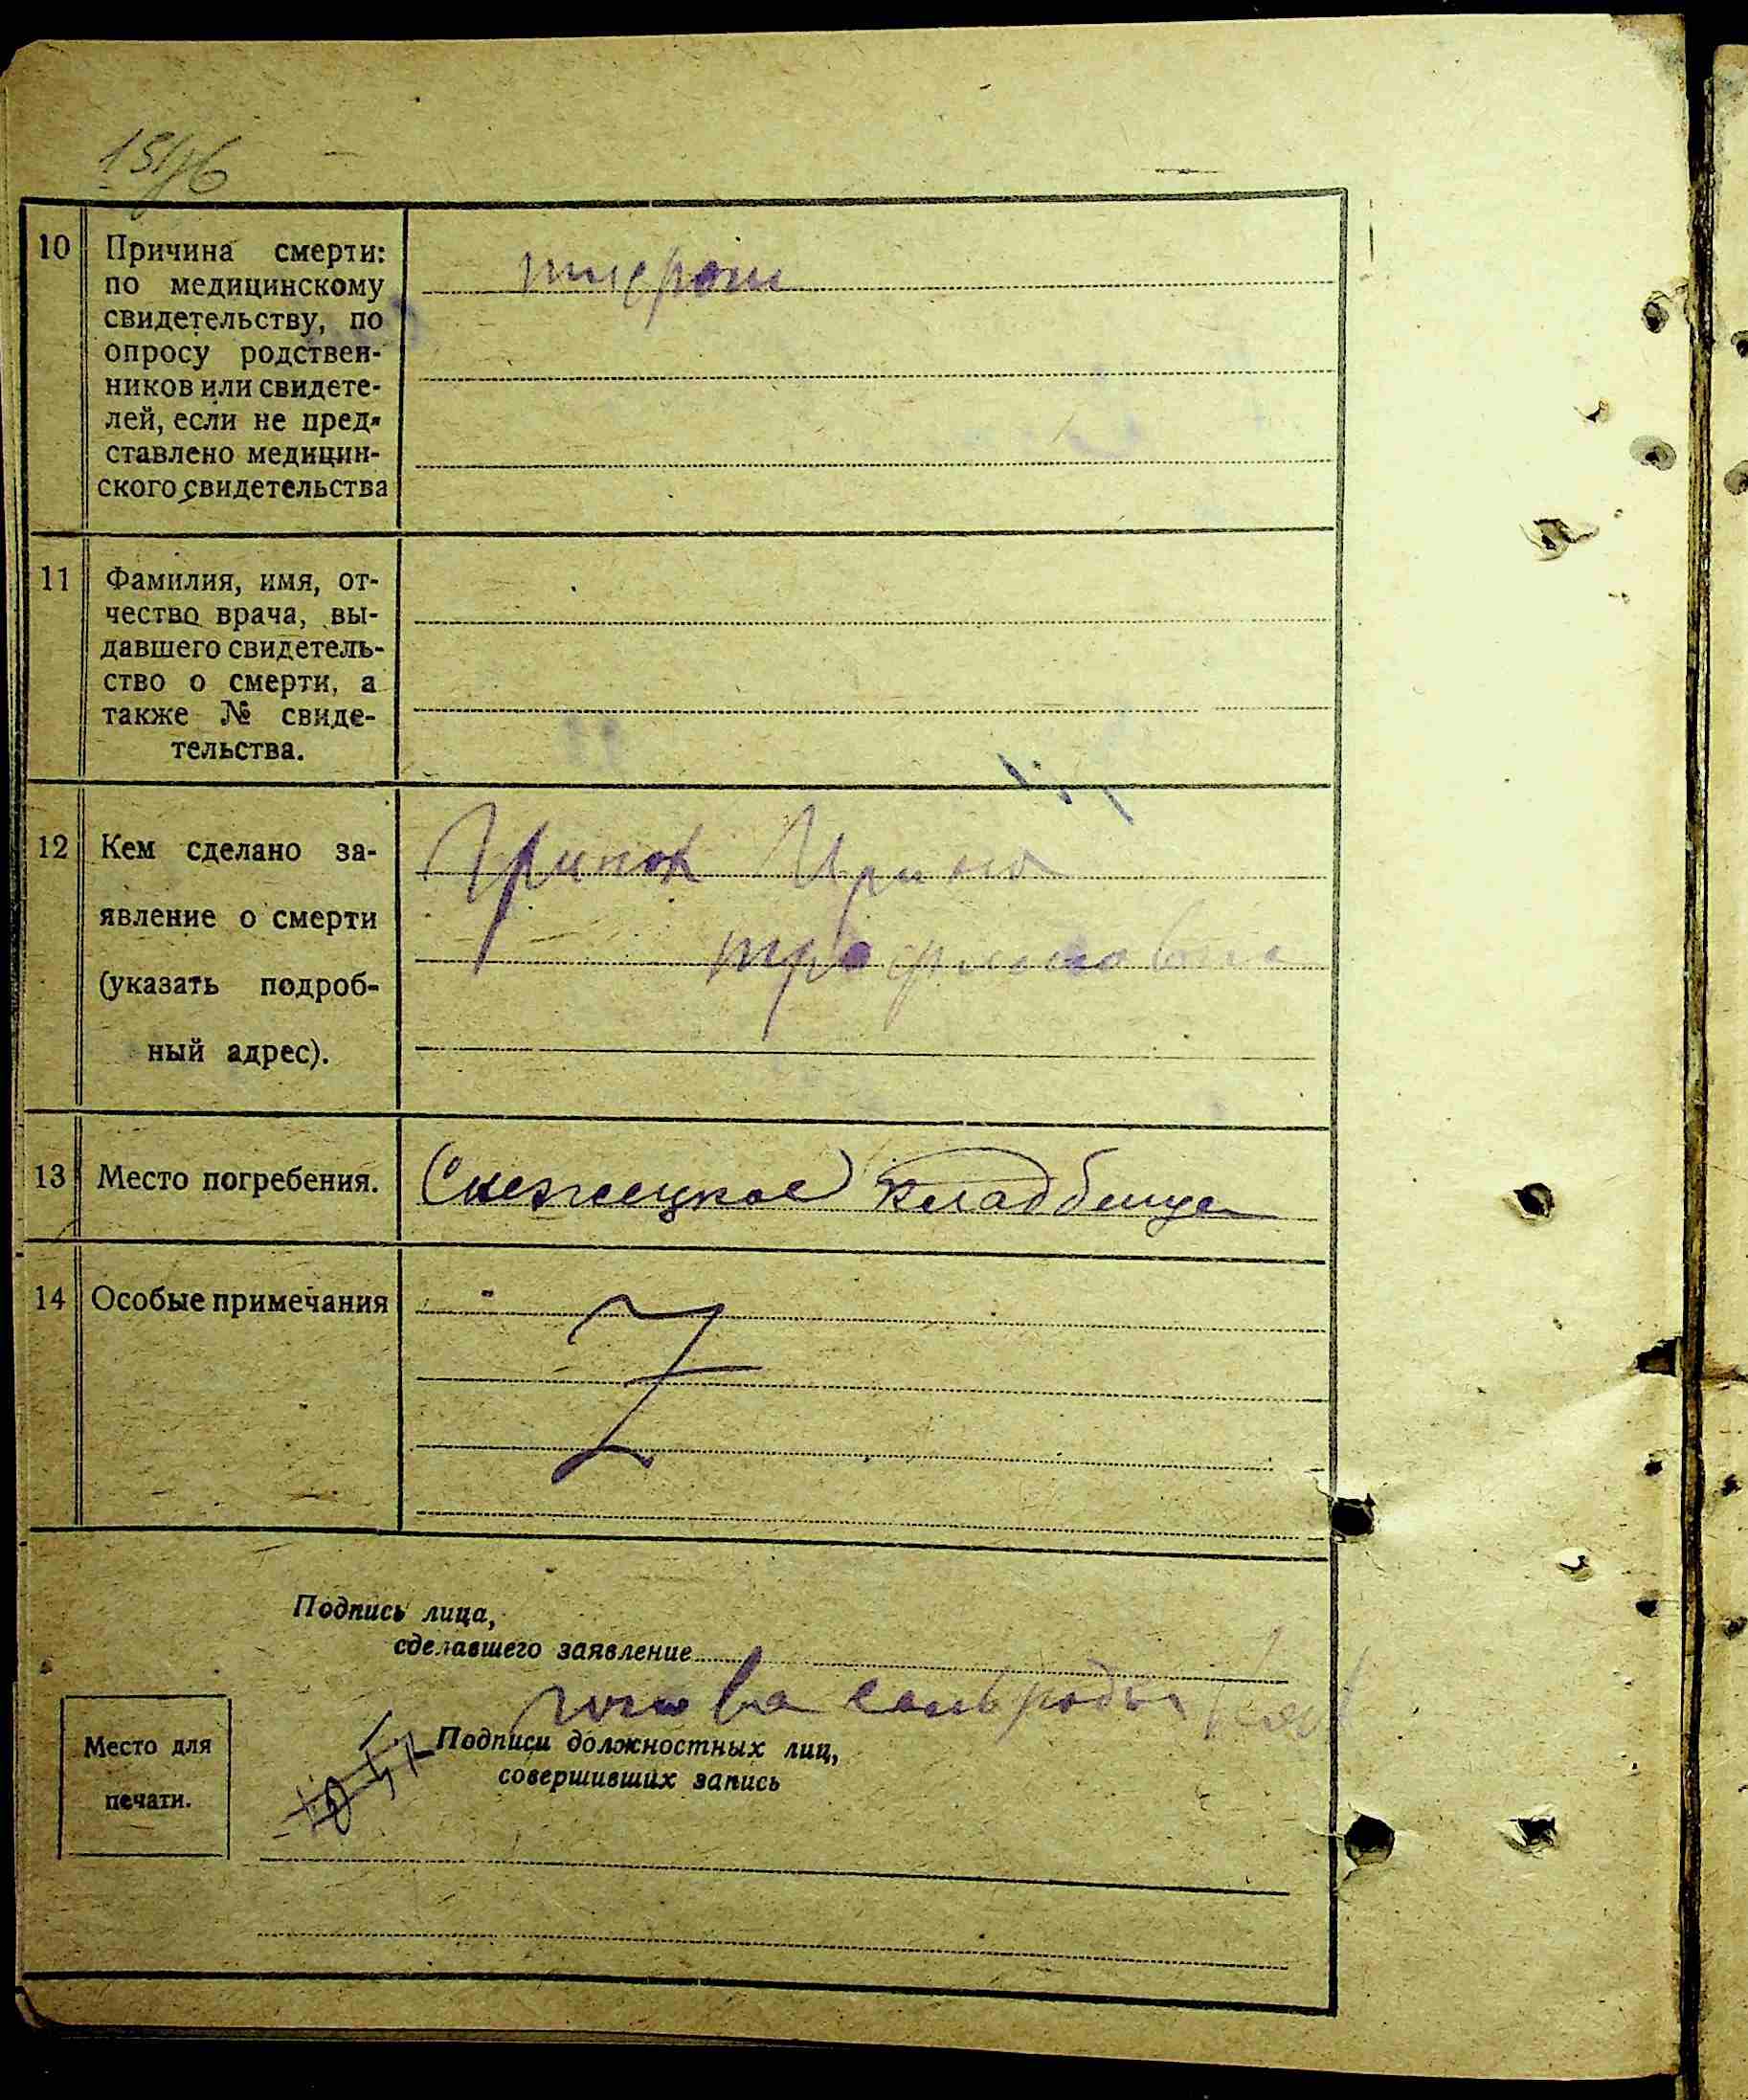 10 Причина смерти:
по медицинскому
свидетельству, по
опросу родствен-
ников или свидете-
лей, если не пред-
ставлено медицин-
ского свидетельства
11 Фамилия, имя, от-
чество врача, вы-
давшего свидетель-
ство о смерти, а
также № свиде-
тельства.
12 Кем сделано за-
явление о смерти
(указать подроб-
ный адрес).
Ирина
13 Место погребения.
кладбище
14 Особые примечания
Z
Подпись лица,
сделавшего заявление
Подписи должностных лиц,
совершивших запись
Место для
печати.